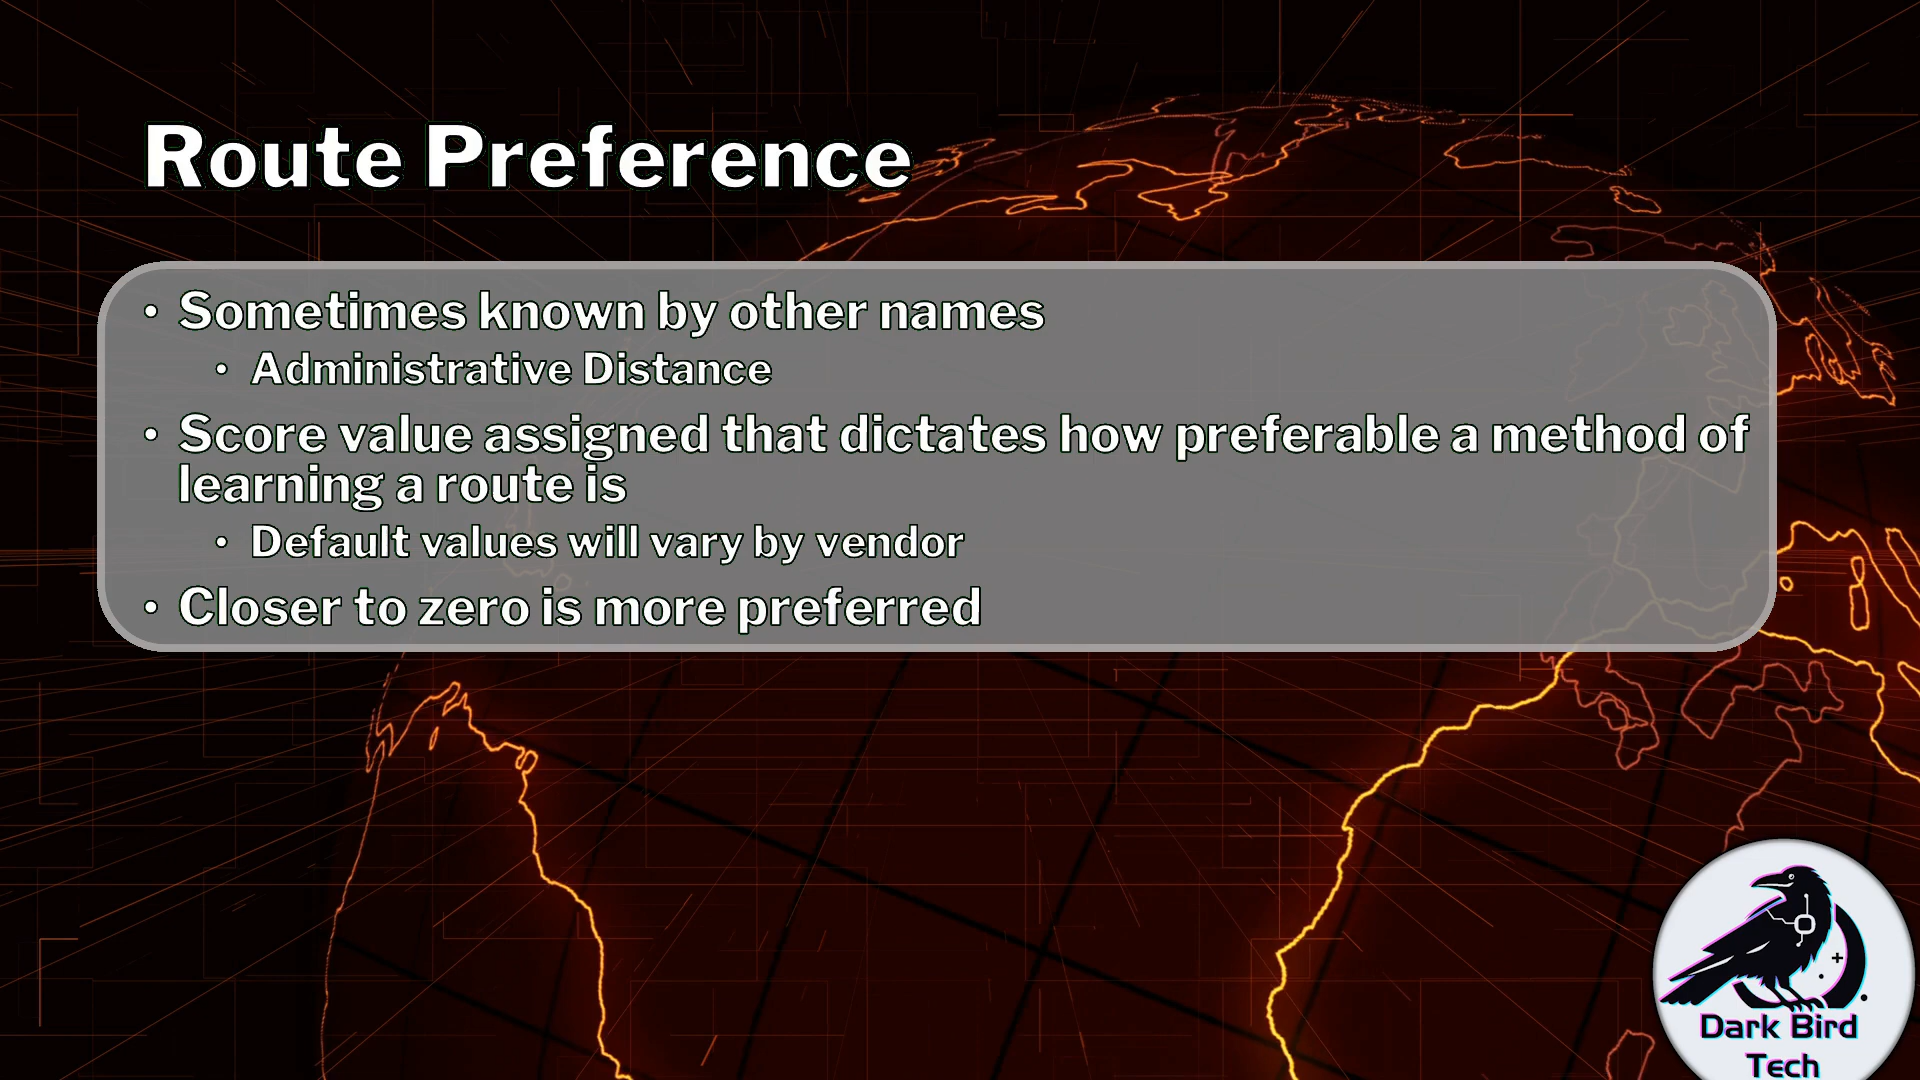 Route Preference
• Sometimes known by other names
• Administrative Distance
• Score value assigned that dictates how preferable a method of
learning a route is
• Default values will vary by vendor
• Closer to zero is more preferred
Dark Bird
Tech